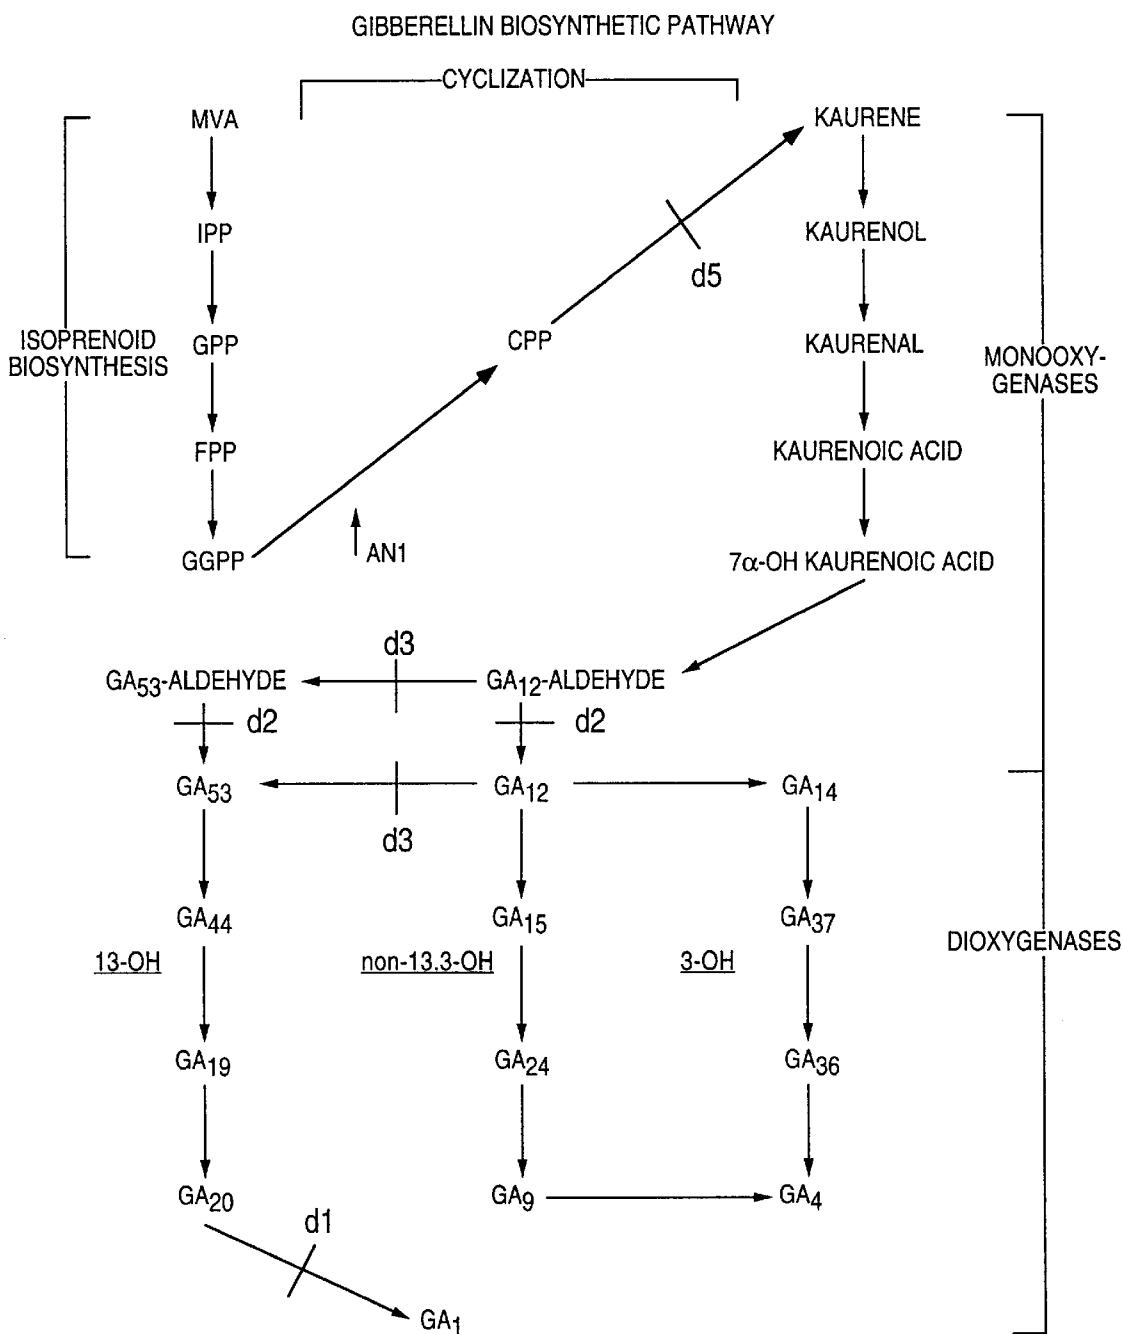 GIBBERELLIN BIOSYNTHETIC PATHWAY
CYCLIZATION
MVA
KAURENE
IPP
KAURENOL
d5
ISOPRENOID
BIOSYNTHESIS
GPP
CPP
KAURENAL
MONOOXY-
GENASES
FPP
KAURENOIC ACID
GGPP
AN1
7α-OH KAURENOIC ACID
d3
GA53-ALDEHYDE
GA12-ALDEHYDE
d2
d2
GA53
GA12
GA14
d3
GA44
GA15
GA37
DIOXYGENASES
13-OH
non-13.3-OH
3-OH
GA19
GA24
GA36
GA20
GA9
GA4
d1
GA1